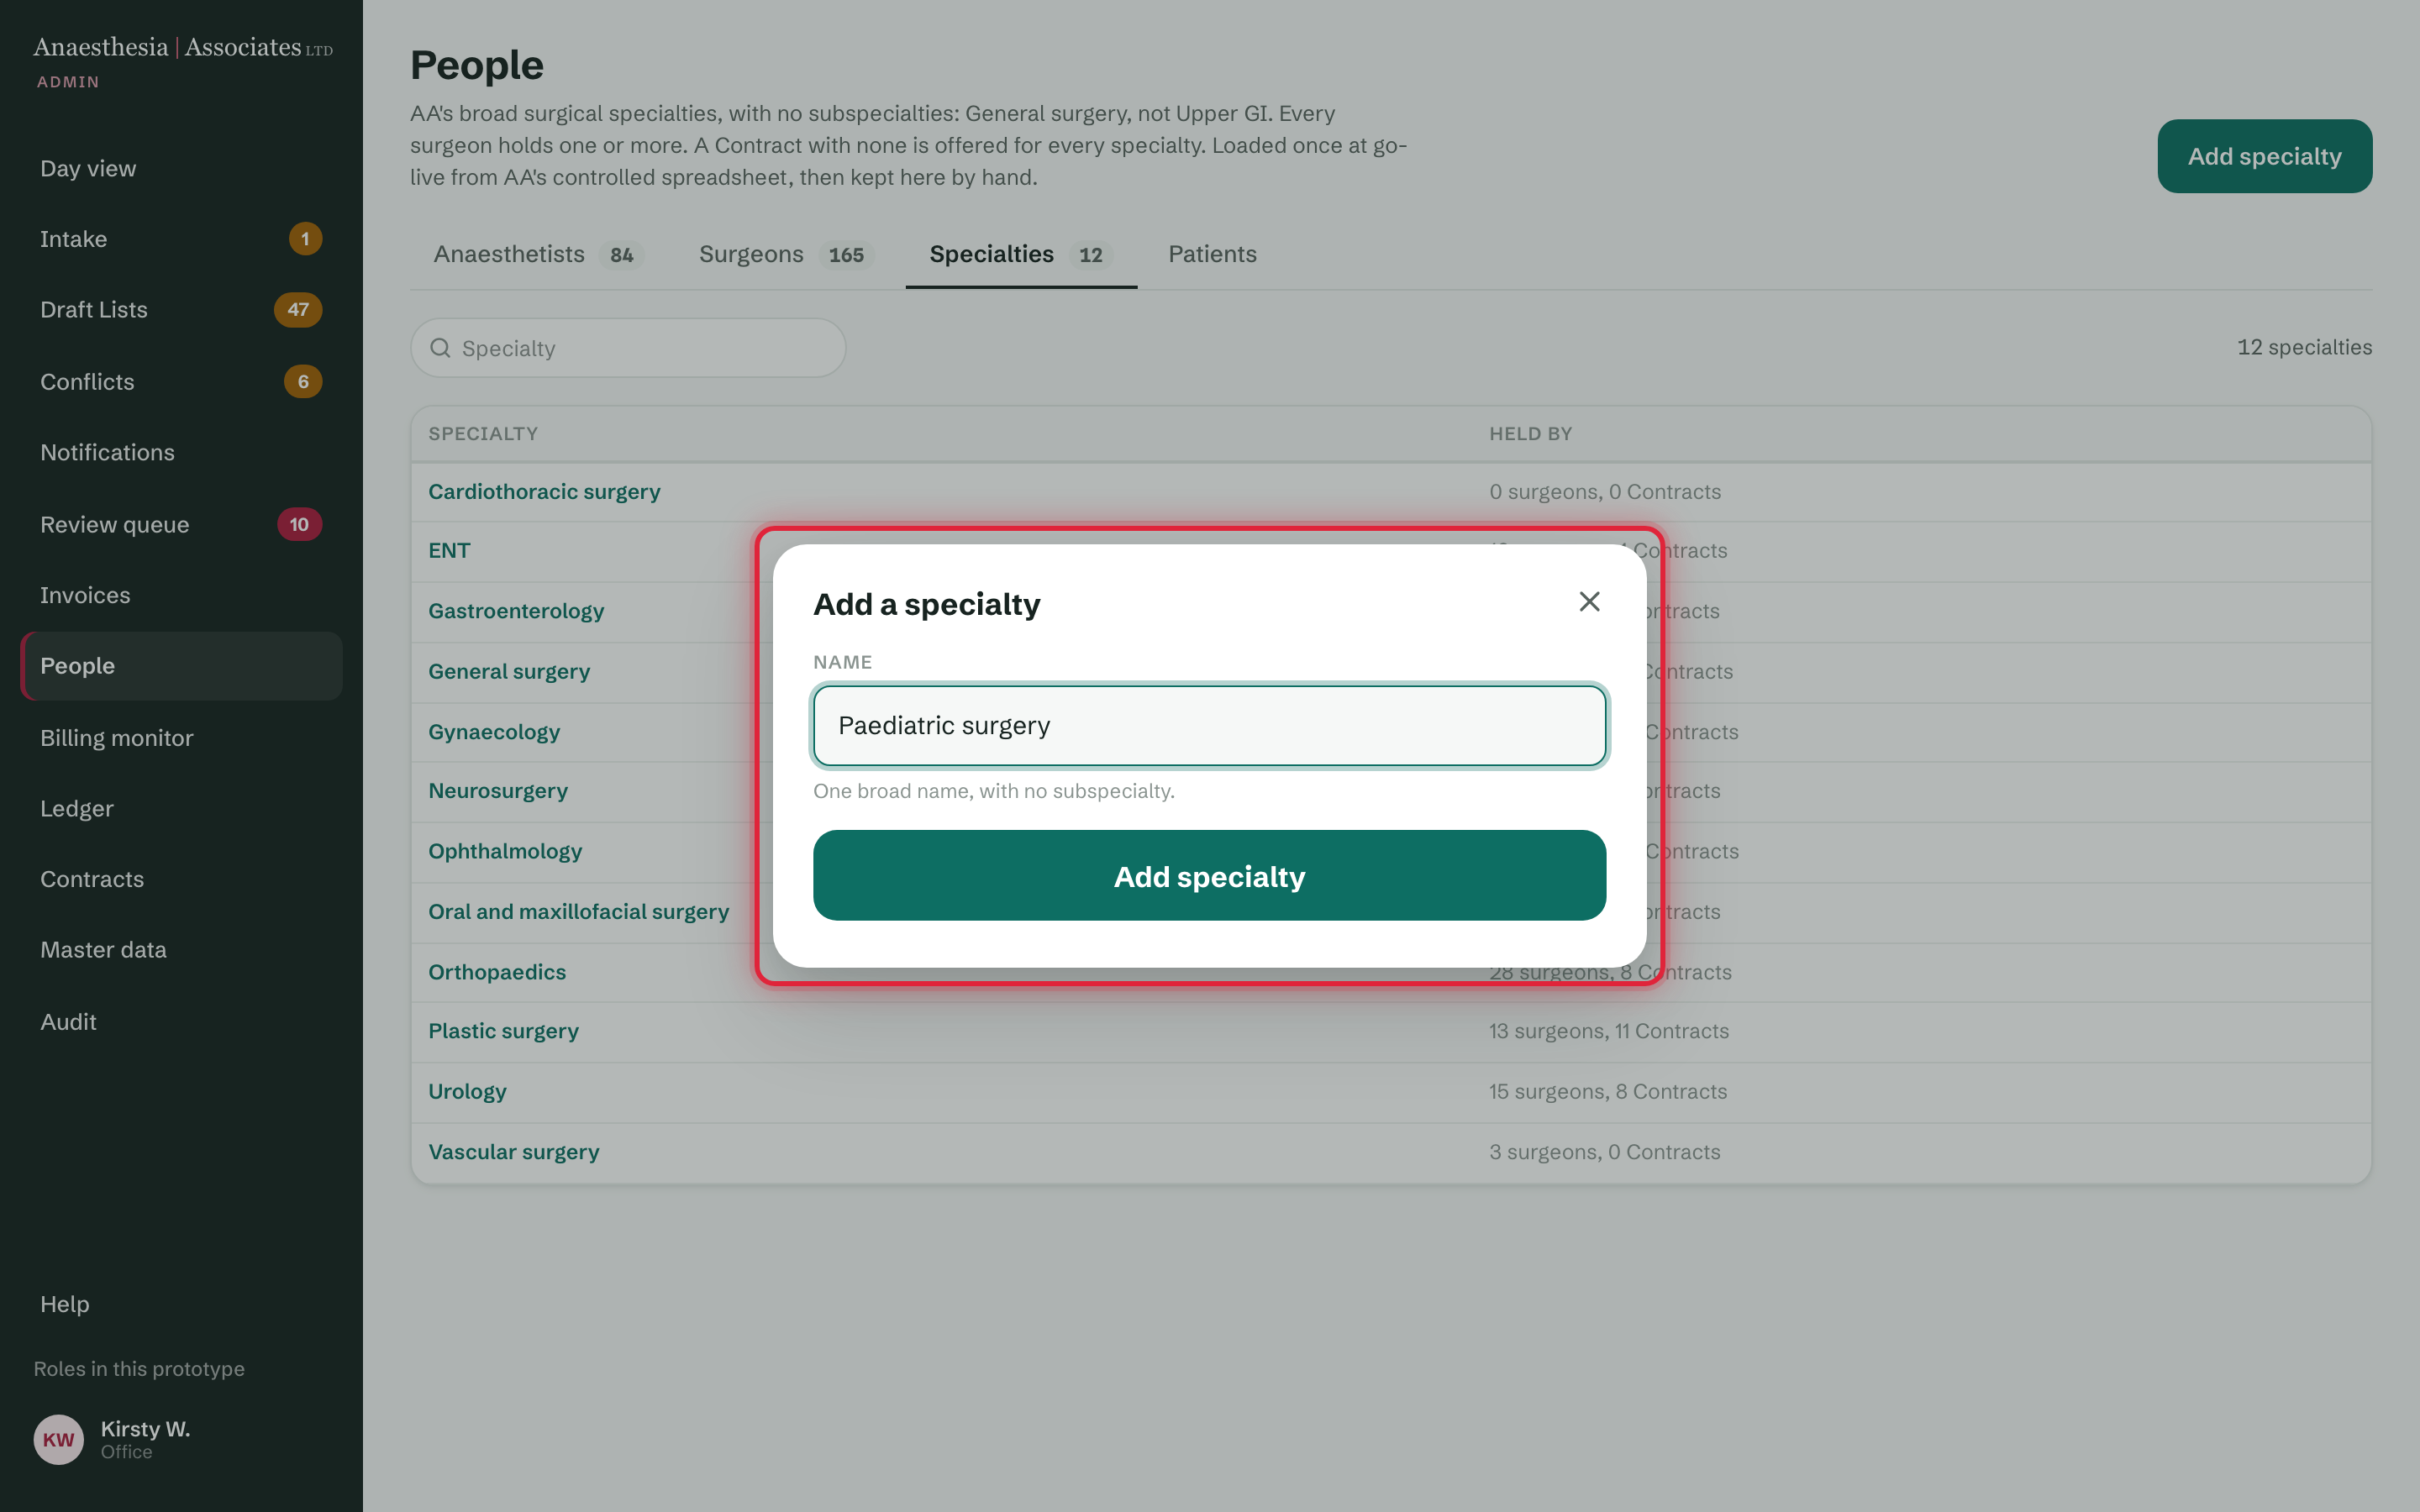 Anaesthesia | Associates LTD
ADMIN
Day view
Intake 1
Draft Lists 47
Conflicts 6
Notifications
Review queue 10
Invoices
People
Billing monitor
Ledger
Contracts
Master data
Audit
Help
Roles in this prototype
KW
Kirsty W.
Office
People
AA's broad surgical specialties, with no subspecialties: General surgery, not Upper GI. Every
surgeon holds one or more. A Contract with none is offered for every specialty. Loaded once at go-
live from AA's controlled spreadsheet, then kept here by hand.
Add specialty
Anaesthetists 84 Surgeons 165 Specialties 12 Patients
Specialty
12 specialties
SPECIALTY HELD BY
Cardiothoracic surgery 0 surgeons, 0 Contracts
ENT Contracts
Gastroenterology
General surgery Contracts
Gynaecology Contracts
Neurosurgery
Ophthalmology Contracts
Oral and maxillofacial surgery
Orthopaedics 28 surgeons, 8 Contracts
Plastic surgery 13 surgeons, 11 Contracts
Urology 15 surgeons, 8 Contracts
Vascular surgery 3 surgeons, 0 Contracts
Add a specialty
NAME
Paediatric surgery
One broad name, with no subspecialty.
Add specialty